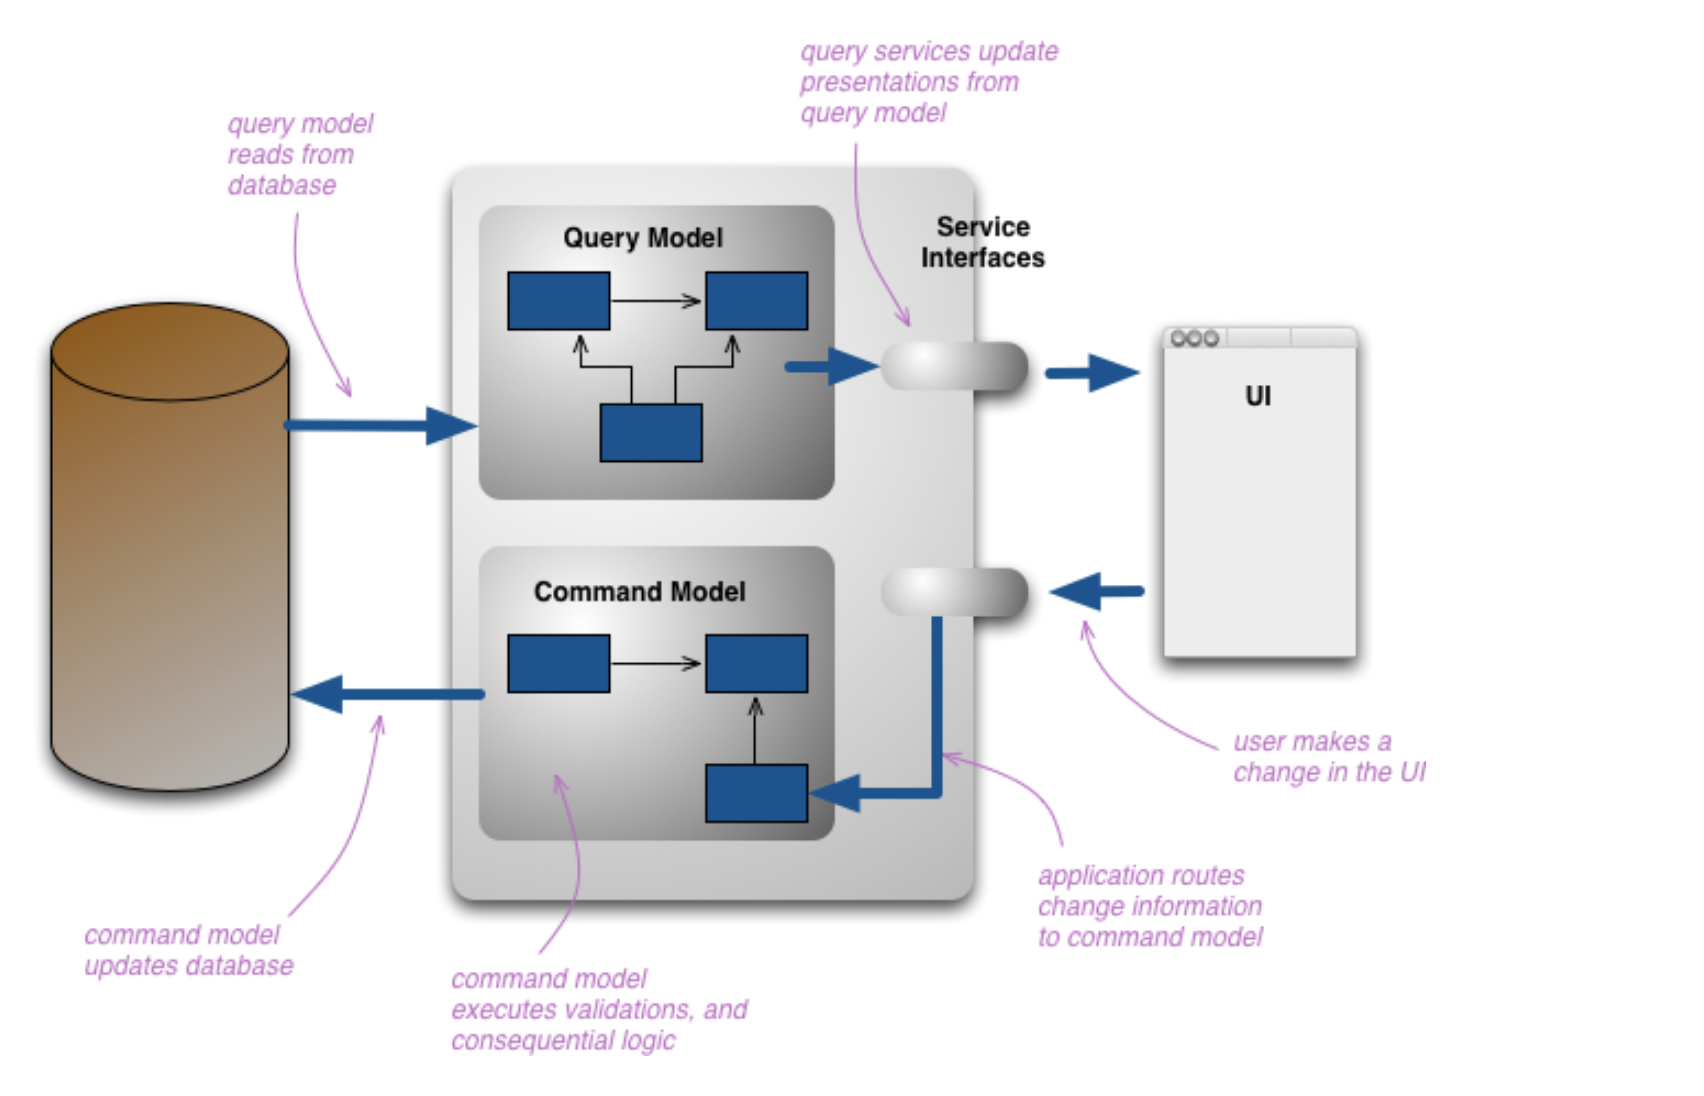 query services update
presentations from
query model
query model
reads from
database
Query Model
Service
Interfaces
UI
Command Model
user makes a
change in the UI
application routes
change information
to command model
command model
updates database
command model
executes validations, and
consequential logic